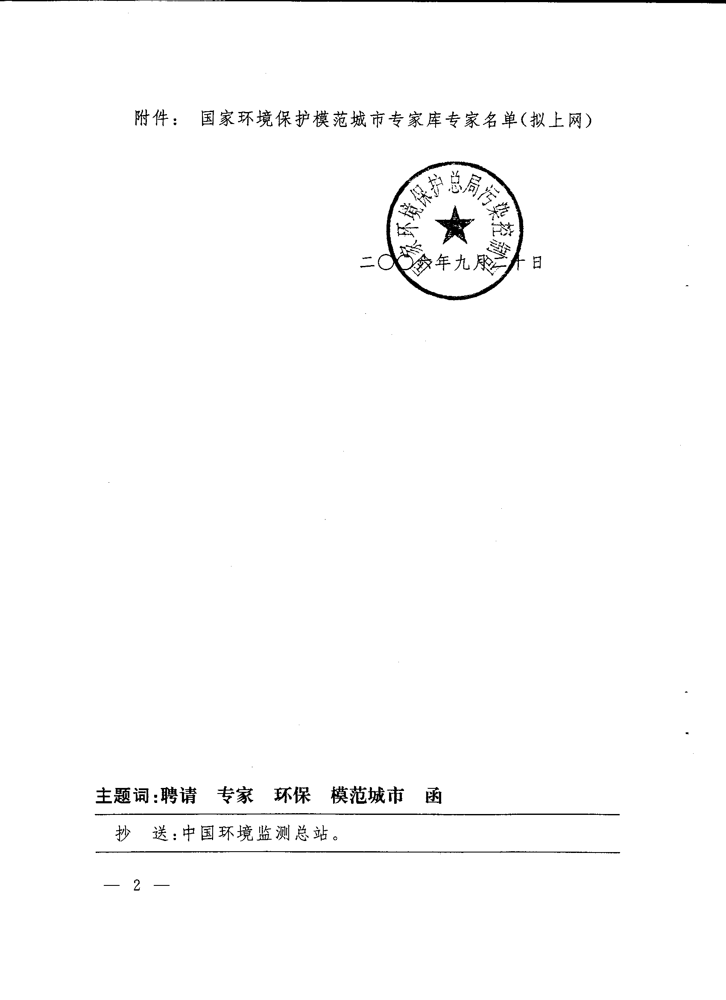 附件： 国家环境保护模范城市专家库专家名单(拟上网)
国家环境保护总局污染控制司
二〇〇六年九月二十日
主题词:聘请 专家 环保 模范城市 函
抄 送:中国环境监测总站。
— 2 —